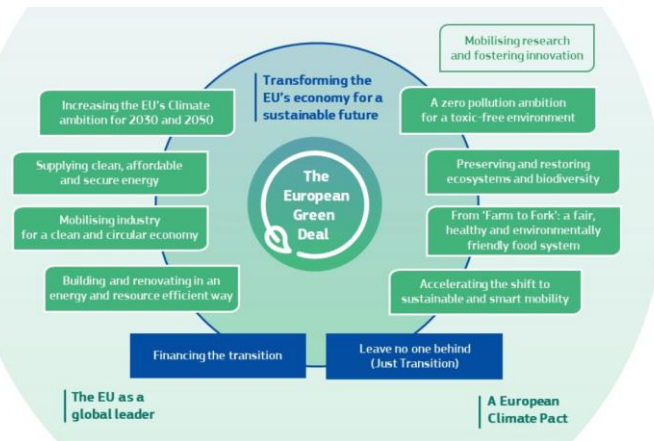 Mobilising research
and fostering innovation
Transforming the
EU's economy for a
sustainable future
Increasing the EU's Climate
ambition for 2030 and 2050
A zero pollution ambition
for a toxic-free environment
Supplying clean, affordable
and secure energy
The
European
Green
Deal
Preserving and restoring
ecosystems and biodiversity
Mobilising industry
for a clean and circular economy
From 'Farm to Fork': a fair,
healthy and environmentally
friendly food system
Building and renovating in an
energy and resource efficient way
Accelerating the shift to
sustainable and smart mobility
Financing the transition
Leave no one behind
(Just Transition)
The EU as a
global leader
A European
Climate Pact